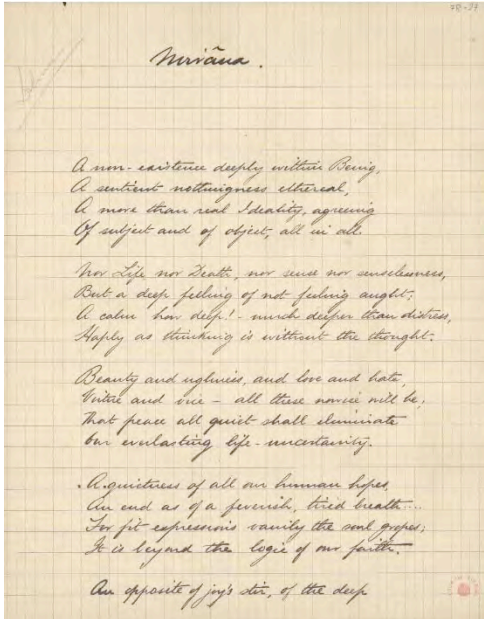 Nirvâna.
A non-existence deeply within Being,
A sentient nothingness ethereal,
A more than real Ideality, agreeing
Of subject and of object, all in all.
Nor Life nor Death, nor sense nor senselessness,
But a deep feeling of not feeling aught;
A calm how deep! - much deeper than distress,
Haply as thinking is without the thought.
Beauty and ugliness, and love and hate,
Virtue and vice - all these nowise will be;
That peace all quiet shall eliminate
Our everlasting life-uncertainty.
A quietness of all our human hopes,
An end as of a feverish, tired breath...
For fit expressions vainly the soul gropes;
It is beyond the logic of our faith.
An opposite of joy's stir, of the deep